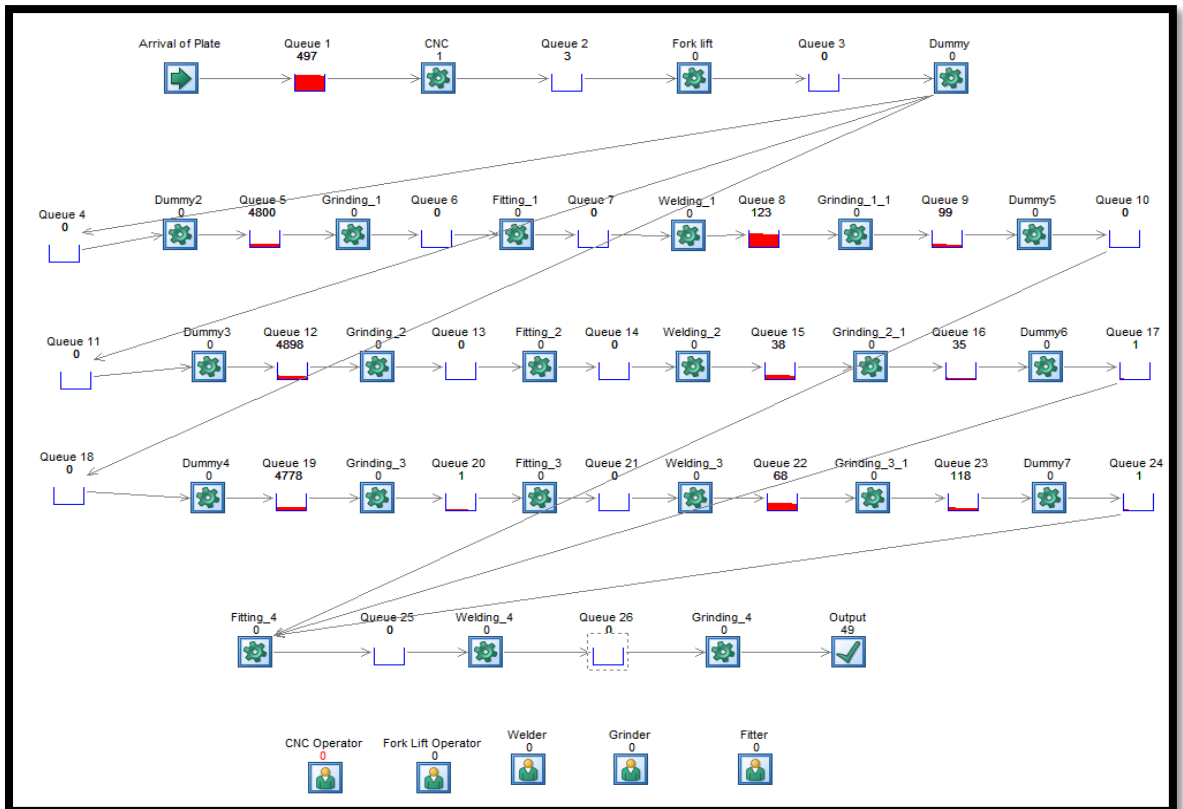 Arrival of Plate Queue 1 CNC Queue 2 Fork lift Queue 3 Dummy
497 1 3 0 0 0
Queue 4 Dummy2 Queue 5 Grinding_1 Queue 6 Fitting_1 Queue 7 Welding_1 Queue 8 Grinding_1_1 Queue 9 Dummy5 Queue 10
0 0 4800 0 0 0 0 0 123 0 99 0 0
Queue 11 Dummy3 Queue 12 Grinding_2 Queue 13 Fitting_2 Queue 14 Welding_2 Queue 15 Grinding_2_1 Queue 16 Dummy6 Queue 17
0 0 4898 0 0 0 0 0 38 0 35 0 1
Queue 18 Dummy4 Queue 19 Grinding_3 Queue 20 Fitting_3 Queue 21 Welding_3 Queue 22 Grinding_3_1 Queue 23 Dummy7 Queue 24
0 0 4778 0 1 0 0 0 68 0 118 0 1
Fitting_4 Queue 25 Welding_4 Queue 26 Grinding_4 Output
0 0 0 0 0 49
CNC Operator Fork Lift Operator Welder Grinder Fitter
0 0 0 0 0